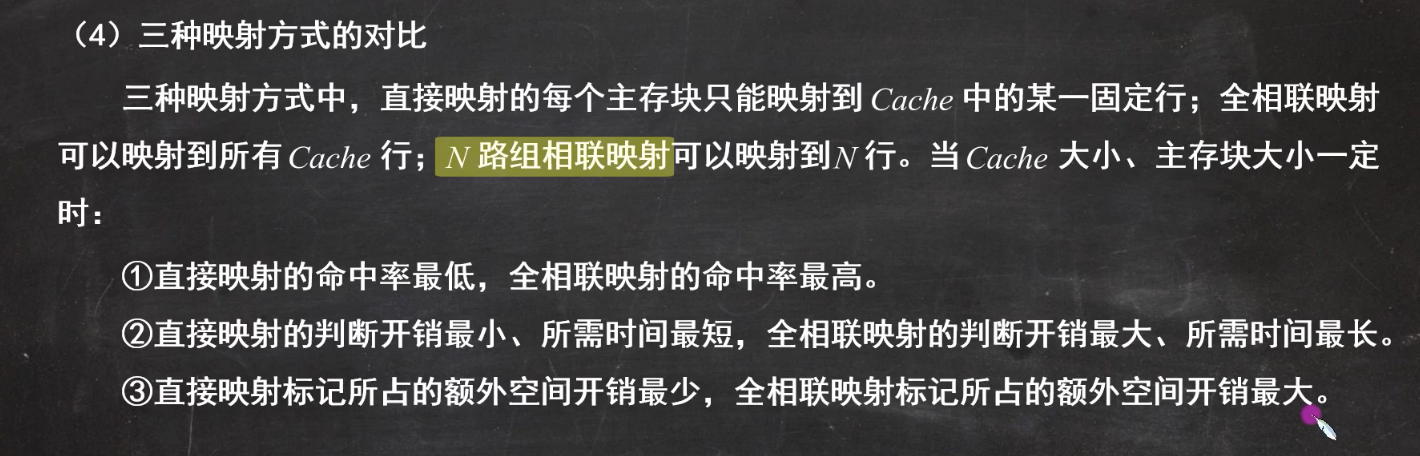 （4）三种映射方式的对比
三种映射方式中，直接映射的每个主存块只能映射到 Cache 中的某一固定行；全相联映射
可以映射到所有 Cache 行；N 路组相联映射可以映射到 N 行。当 Cache 大小、主存块大小一定
时：
①直接映射的命中率最低，全相联映射的命中率最高。
②直接映射的判断开销最小、所需时间最短，全相联映射的判断开销最大、所需时间最长。
③直接映射标记所占的额外空间开销最少，全相联映射标记所占的额外空间开销最大。